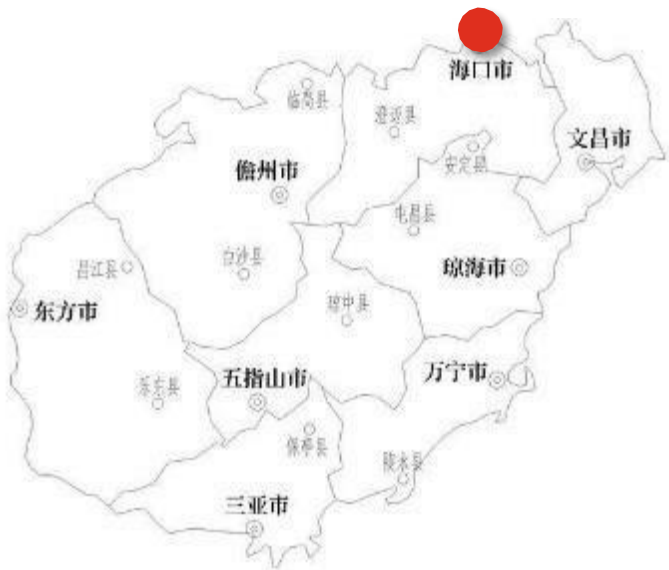 海口市
临高县
澄迈县
文昌市
安定县
儋州市
屯昌县
白沙县
昌江县
琼海市
东方市
琼中县
五指山市
万宁市
乐东县
保亭县
陵水县
三亚市